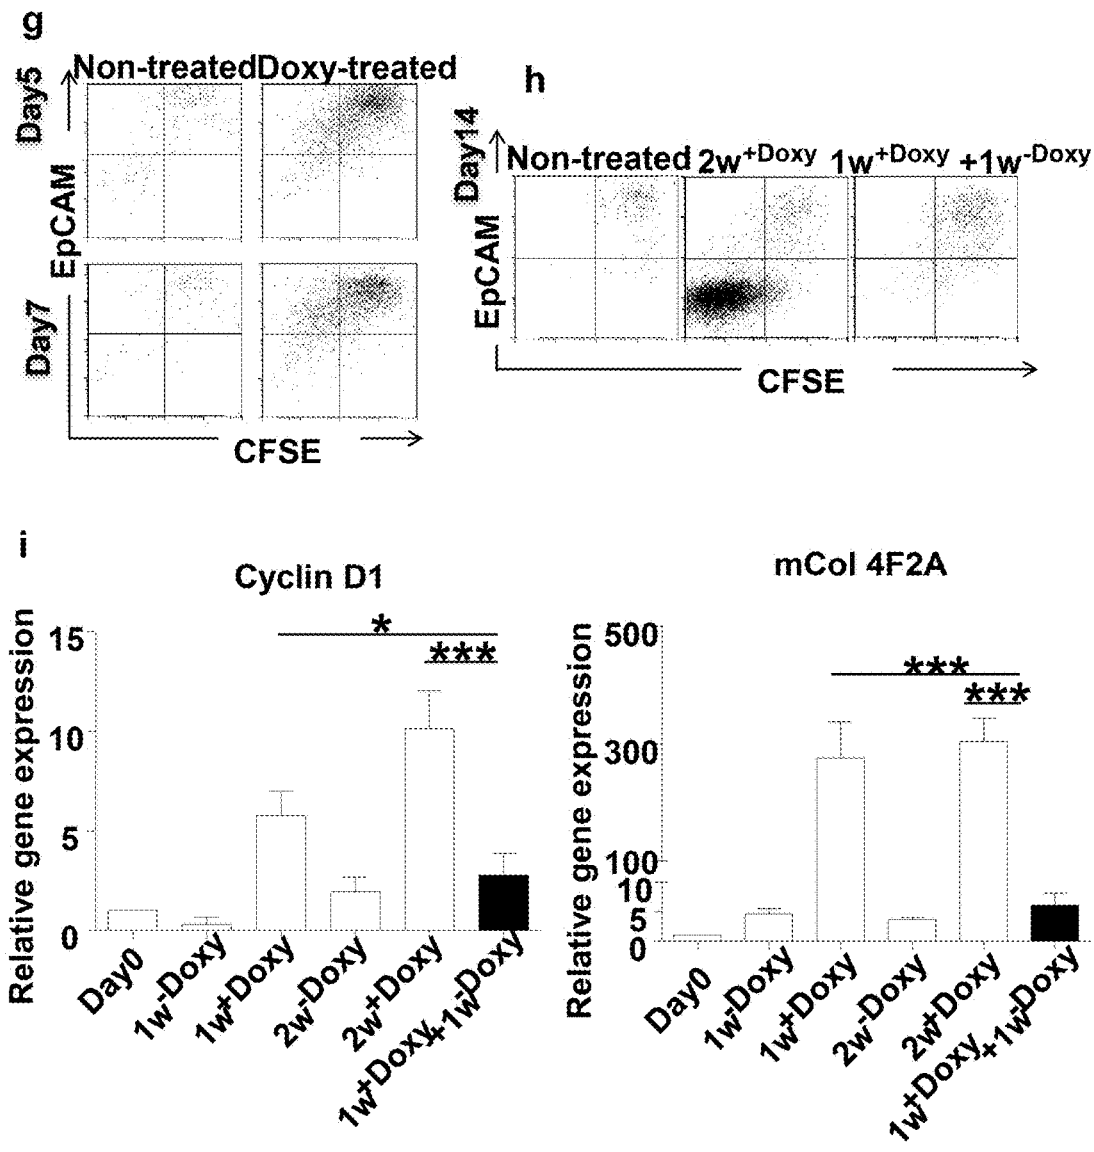 g
Non-treated Doxy-treated
Day5
EpCAM
Day7
CFSE
h
Day14
Non-treated 2w+Doxy 1w+Doxy +1w-Doxy
EpCAM
CFSE
ii
Cyclin D1
Relative gene expression
15
10
5
0
*
***
Day0
1w-Doxy
1w+Doxy
2w-Doxy
2w+Doxy
1w+Doxy+1w-Doxy
mCol 4F2A
Relative gene expression
500
300
100
10
5
0
***
***
Day0
1w-Doxy
1w+Doxy
2w-Doxy
2w+Doxy
1w+Doxy+1w-Doxy